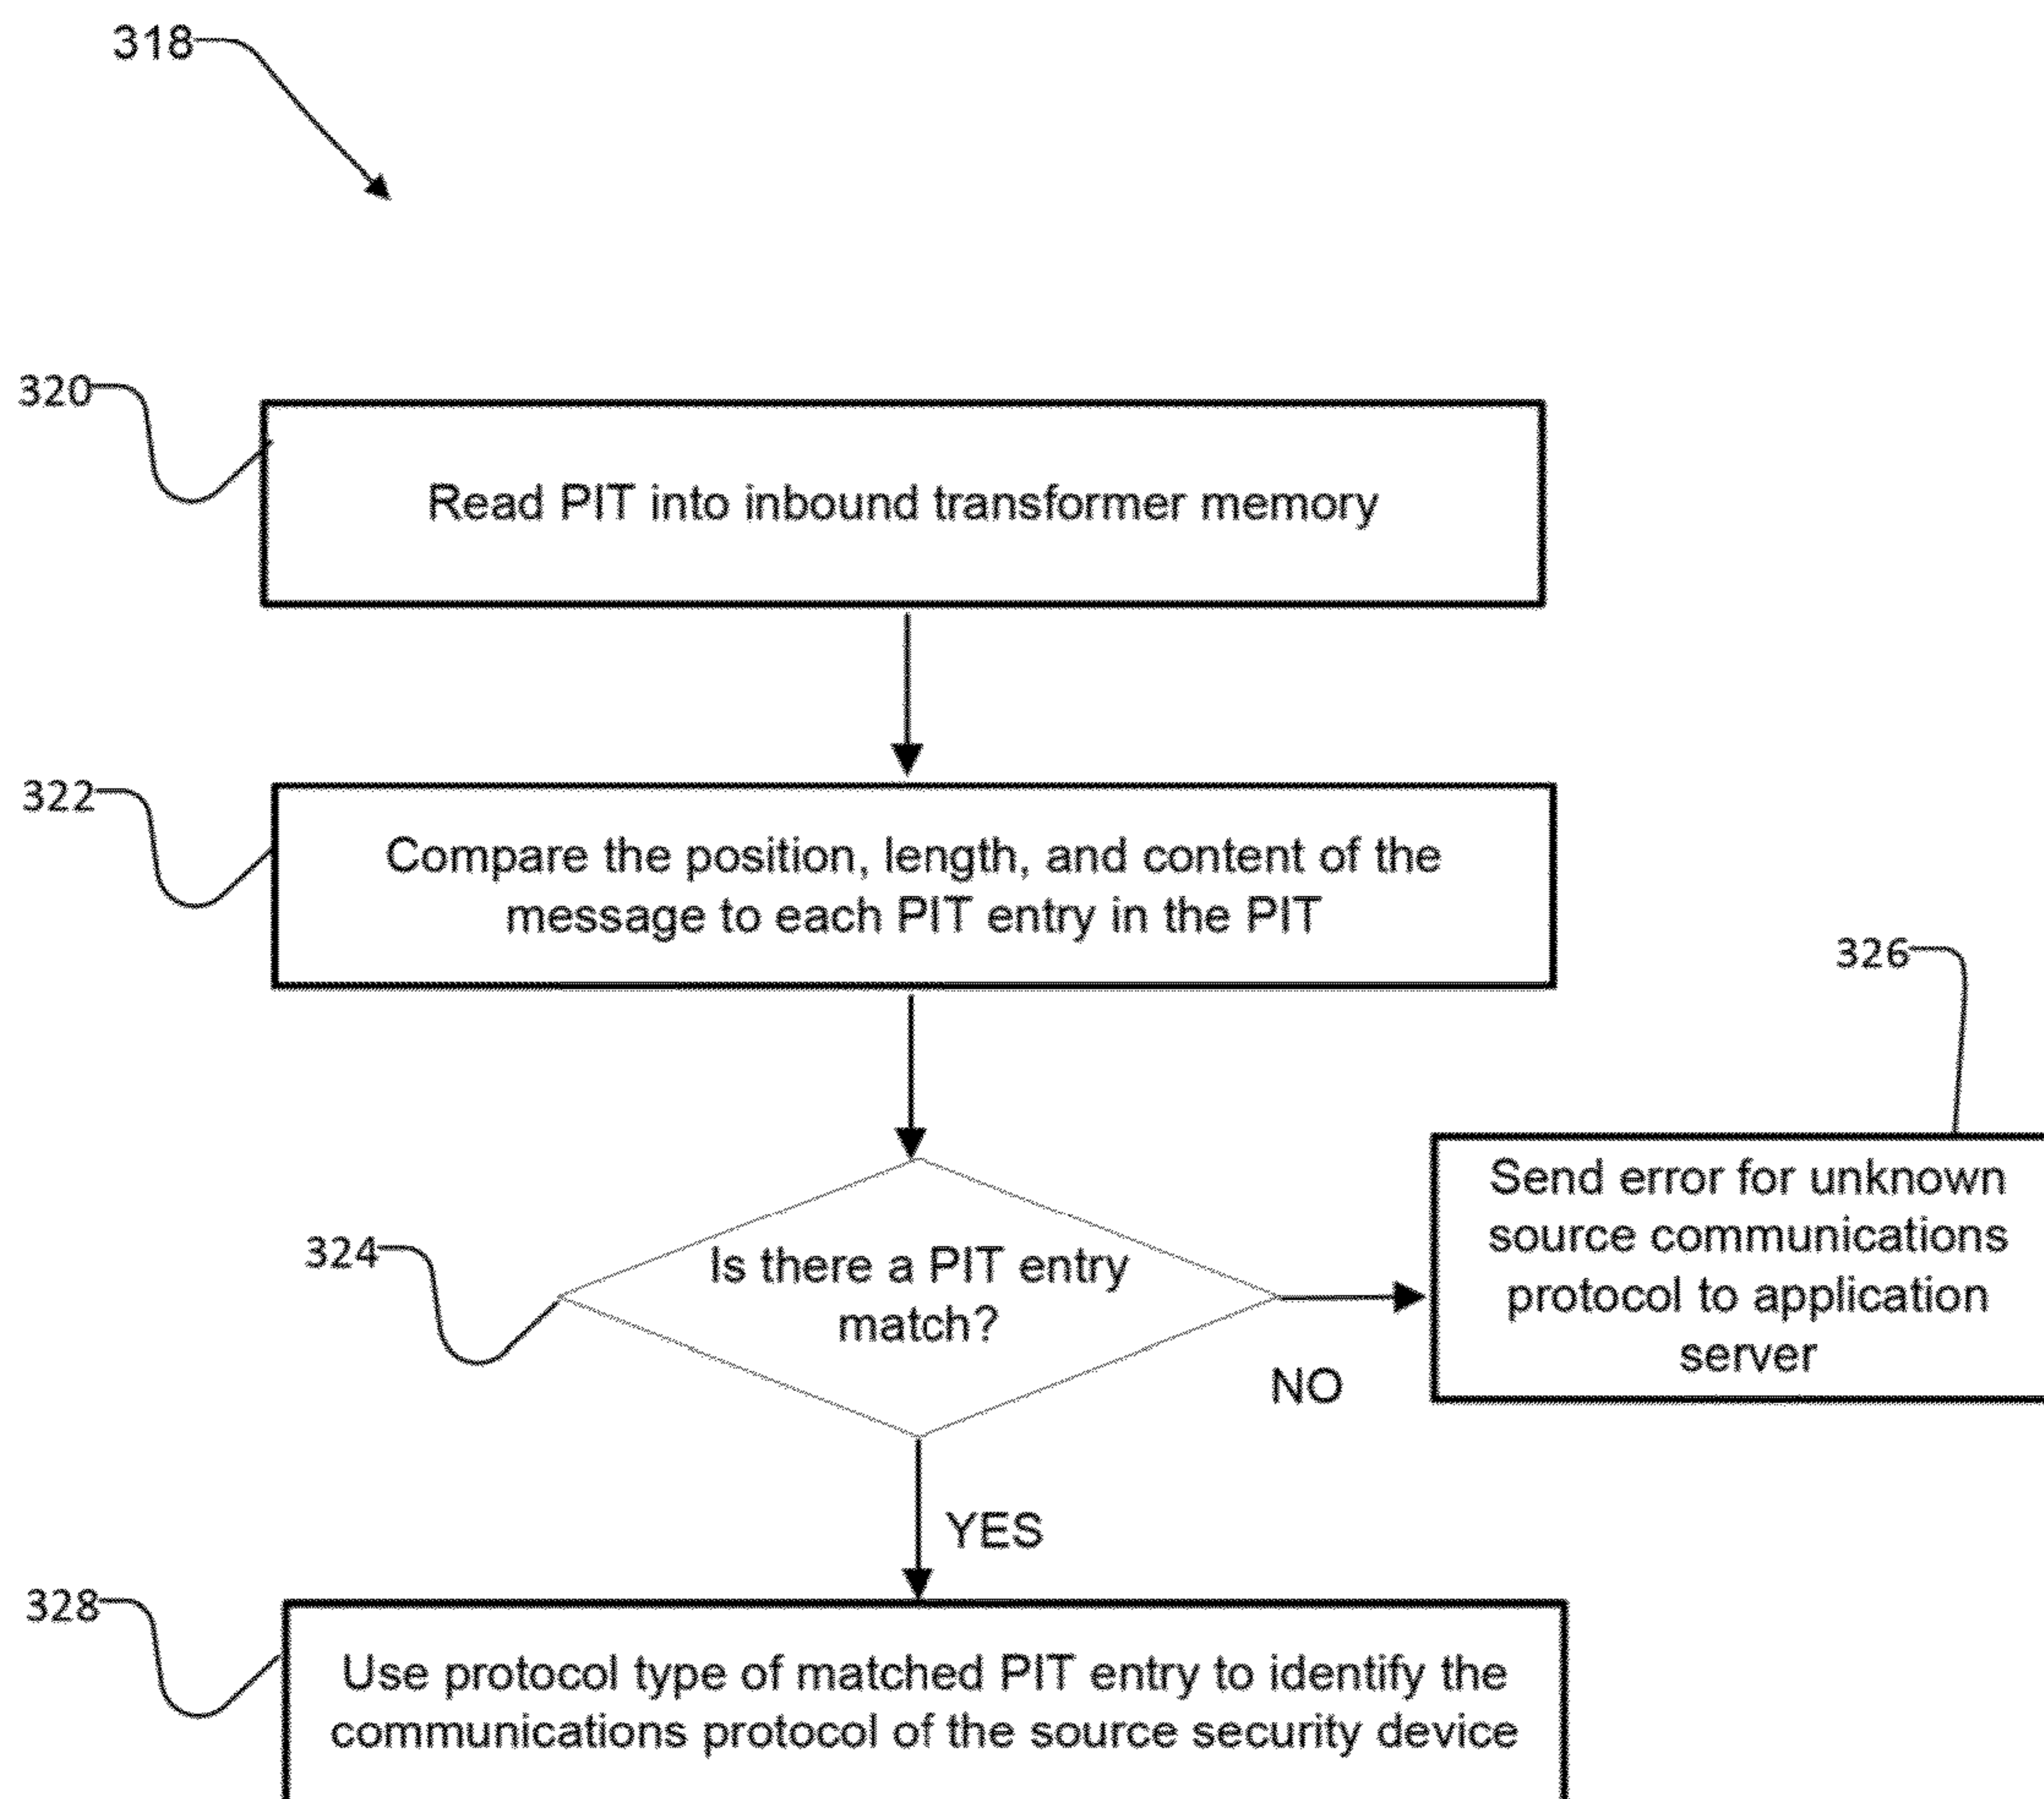 318
320
Read PIT into inbound transformer memory
322
Compare the position, length, and content of the
message to each PIT entry in the PIT
326
Send error for unknown
source communications
protocol to application
server
324
Is there a PIT entry
match?
NO
YES
328
Use protocol type of matched PIT entry to identify the
communications protocol of the source security device